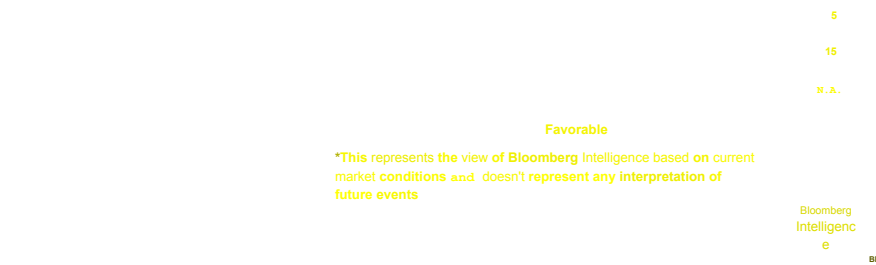 5
15
N.A.
Favorable
*This represents the view of Bloomberg Intelligence based on current
market conditions and doesn't represent any interpretation of
future events
Bloomberg
Intelligenc
e
Bl